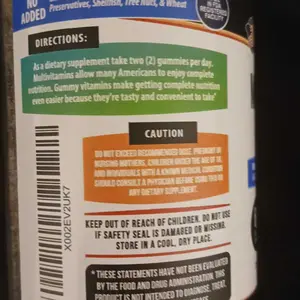 NO
ADDED
Preservatives, Shellfish, Tree Nuts, & Wheat
IN FDA
REGISTERED
FACILITY
DIRECTIONS:
As a dietary supplement take two (2) gummies per day.
Multivitamins allow many Americans to enjoy complete
nutrition. Gummy vitamins make getting complete nutrition
even easier because they're tasty and convenient to take*
CAUTION
DO NOT EXCEED RECOMMENDED DOSE. PREGNANT OR
NURSING MOTHERS, CHILDREN UNDER THE AGE OF 18,
AND INDIVIDUALS WITH A KNOWN MEDICAL CONDITION
SHOULD CONSULT A PHYSICIAN BEFORE USING THIS OR
ANY DIETARY SUPPLEMENT.
KEEP OUT OF REACH OF CHILDREN. DO NOT USE
IF SAFETY SEAL IS DAMAGED OR MISSING.
STORE IN A COOL, DRY PLACE.
* THESE STATEMENTS HAVE NOT BEEN EVALUATED
BY THE FOOD AND DRUG ADMINISTRATION. THIS
PRODUCT IS NOT INTENDED TO DIAGNOSE, TREAT,
X002EV2UK7